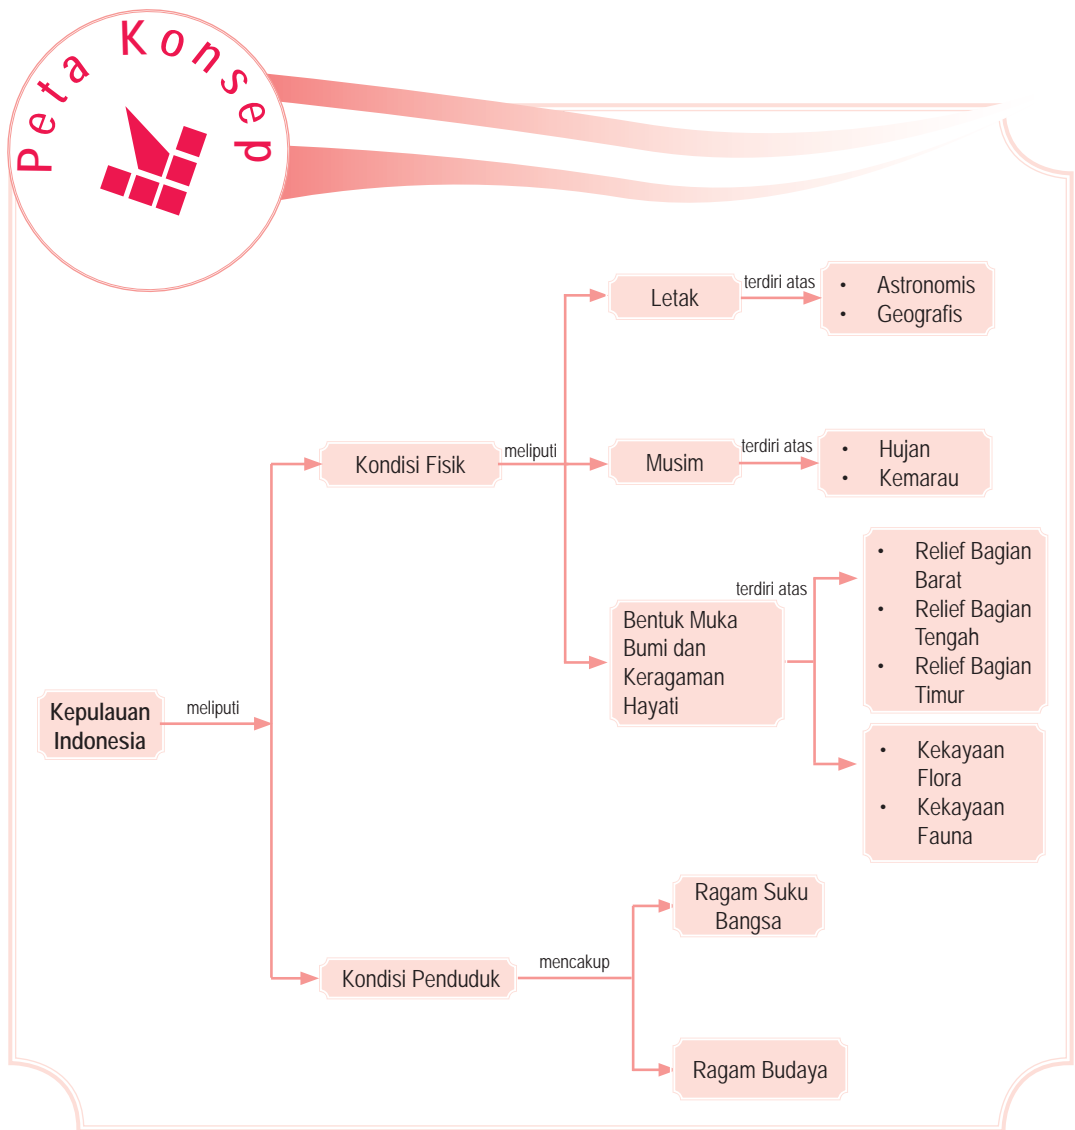 Peta Konsep
Kepulauan
Indonesia
meliputi
Kondisi Fisik
meliputi
Letak
terdiri atas
• Astronomis
• Geografis
Musim
terdiri atas
• Hujan
• Kemarau
Bentuk Muka
Bumi dan
Keragaman
Hayati
terdiri atas
• Relief Bagian
Barat
• Relief Bagian
Tengah
• Relief Bagian
Timur
• Kekayaan
Flora
• Kekayaan
Fauna
Kondisi Penduduk
mencakup
Ragam Suku
Bangsa
Ragam Budaya